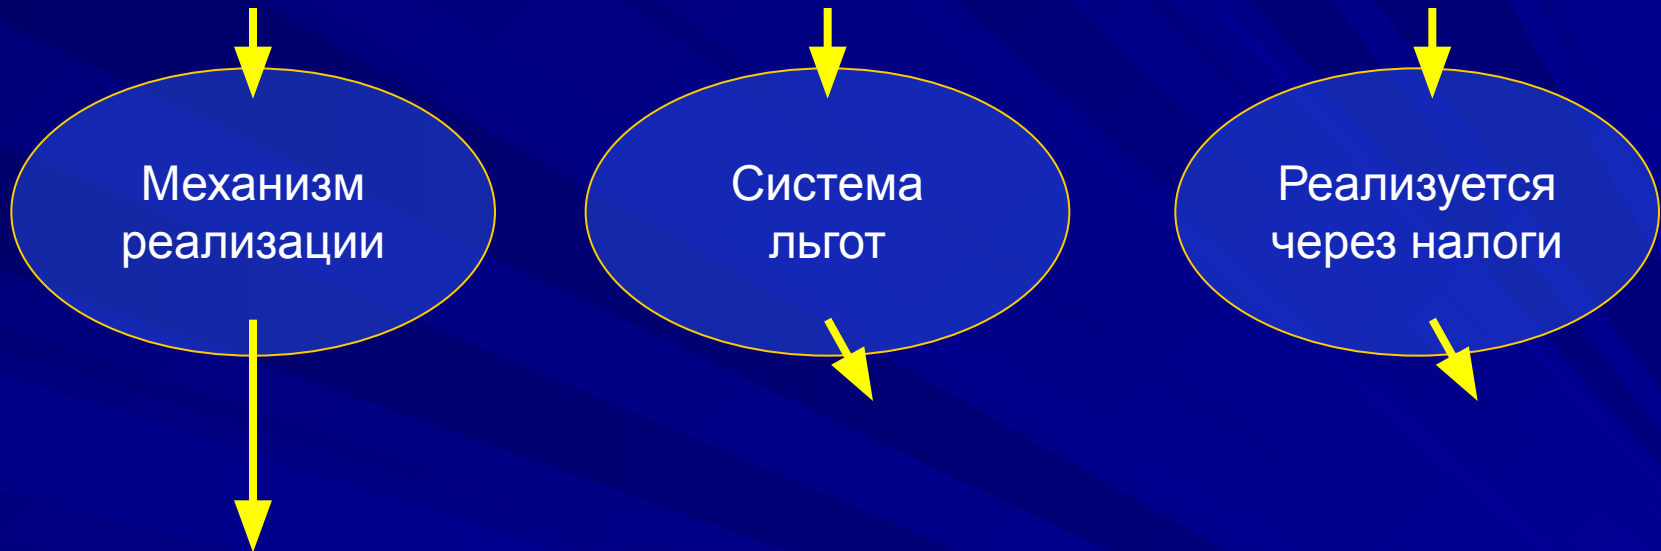 Механизм
реализации
Система
льгот
Реализуется
через налоги